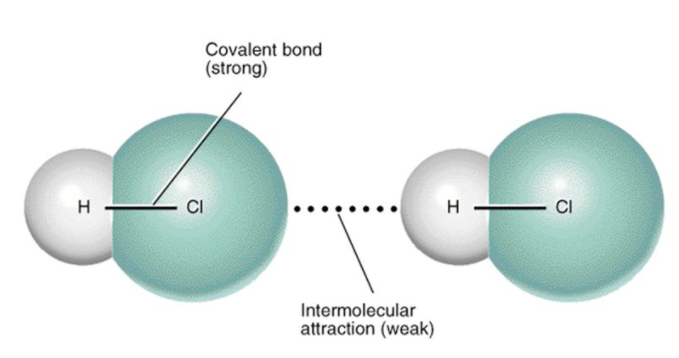 Covalent bond
(strong)
H Cl H Cl
Intermolecular
attraction (weak)